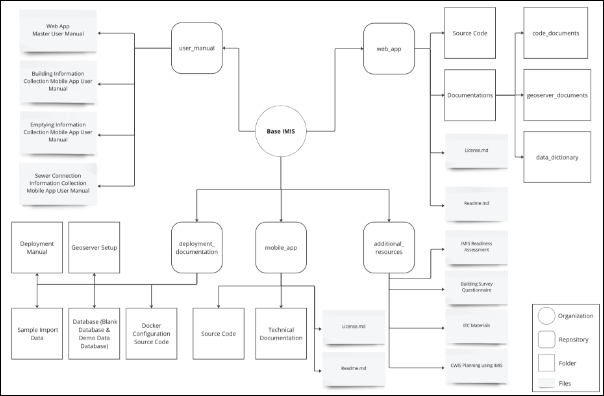 Web App
Master User Manual
user_manual
web_app
Source Code
code_documents
Building Information
Collection Mobile App User
Manual
Documentations
geoserver_documents
Emptying Information
Collection Mobile App User
Manual
Base IMIS
License.md
data_dictionary
Sewer Connection
Information Collection
Mobile App User Manual
Readme.md
Deployment
Manual
Geoserver Setup
deployment_
documentation
mobile_app
additional_
resources
IMIS Readiness
Assessment
Building Survey
Questionnaire
Sample Import
Data
Database (Blank
Database &
Demo Data
Database)
Docker
Configuration
Source Code
Source Code
Technical
Documentation
License.md
IEC Materials
Readme.md
CWIS Planning using IMIS
Organization
Repository
Folder
Files